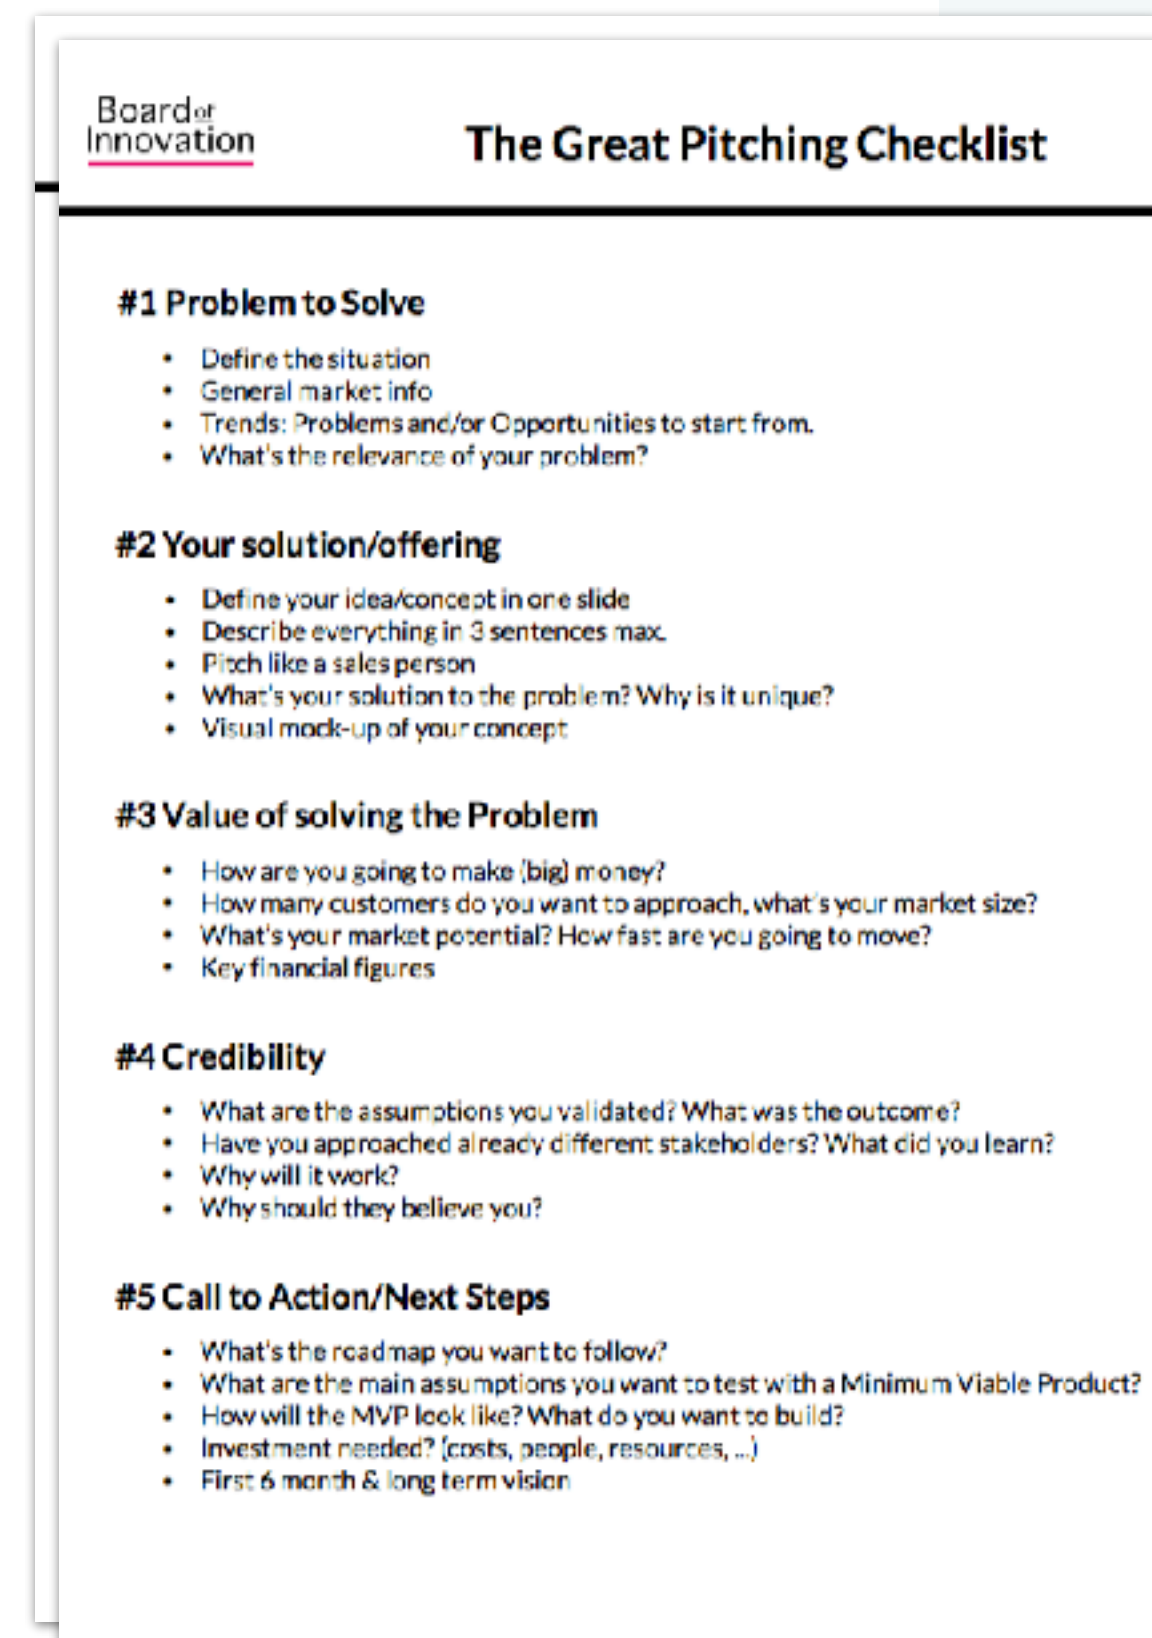 Board of
Innovation
The Great Pitching Checklist
#1 Problem to Solve
• Define the situation
• General market info
• Trends: Problems and/or Opportunities to start from.
• What's the relevance of your problem?
#2 Your solution/offering
• Define your idea/concept in one slide
• Describe everything in 3 sentences max.
• Pitch like a sales person
• What's your solution to the problem? Why is it unique?
• Visual mock-up of your concept
#3 Value of solving the Problem
• How are you going to make (big) money?
• How many customers do you want to approach, what's your market size?
• What's your market potential? How fast are you going to move?
• Key financial figures
#4 Credibility
• What are the assumptions you validated? What was the outcome?
• Have you approached already different stakeholders? What did you learn?
• Why will it work?
• Why should they believe you?
#5 Call to Action/Next Steps
• What's the roadmap you want to follow?
• What are the main assumptions you want to test with a Minimum Viable Product?
• How will the MVP look like? What do you want to build?
• Investment needed? (costs, people, resources, ...)
• First 6 month & long term vision